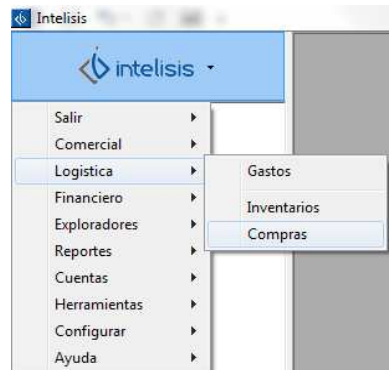 Intelisis
intelisis
Salir
Comercial
Logistica
Financiero
Exploradores
Reportes
Cuentas
Herramientas
Configurar
Ayuda
Gastos
Inventarios
Compras